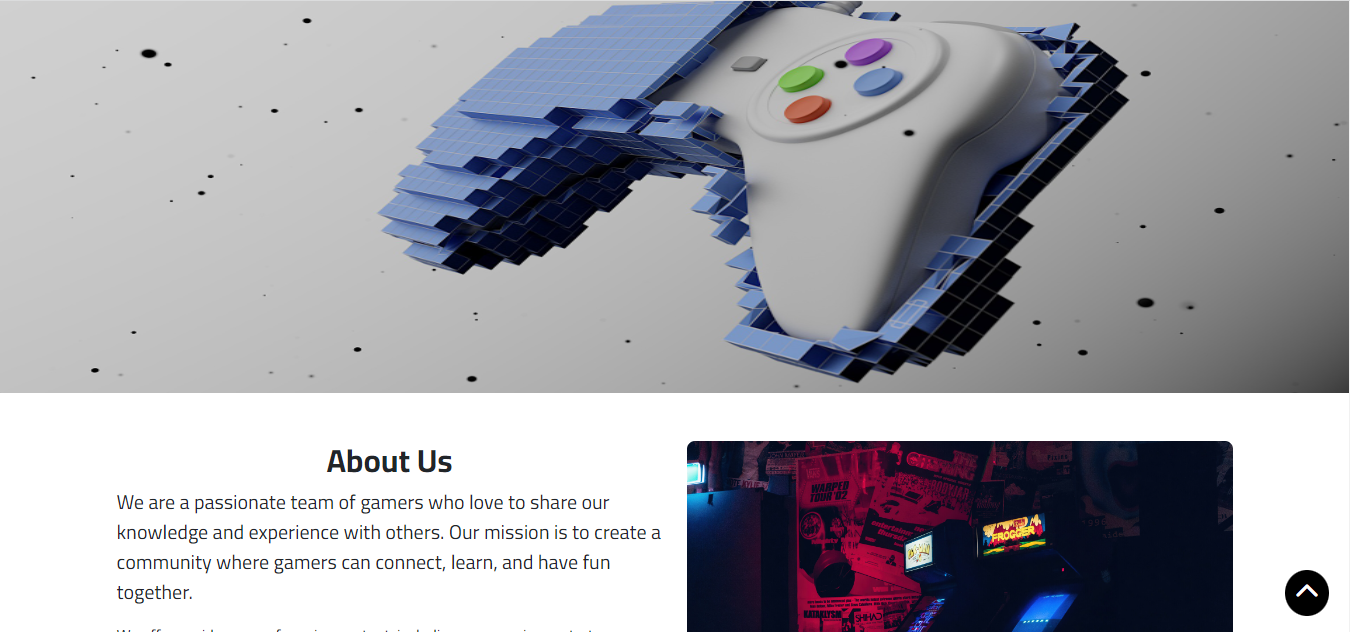 About Us
We are a passionate team of gamers who love to share our
knowledge and experience with others. Our mission is to create a
community where gamers can connect, learn, and have fun
together.
WARPED
TOUR '02
FROGGER
KATAKLYSM